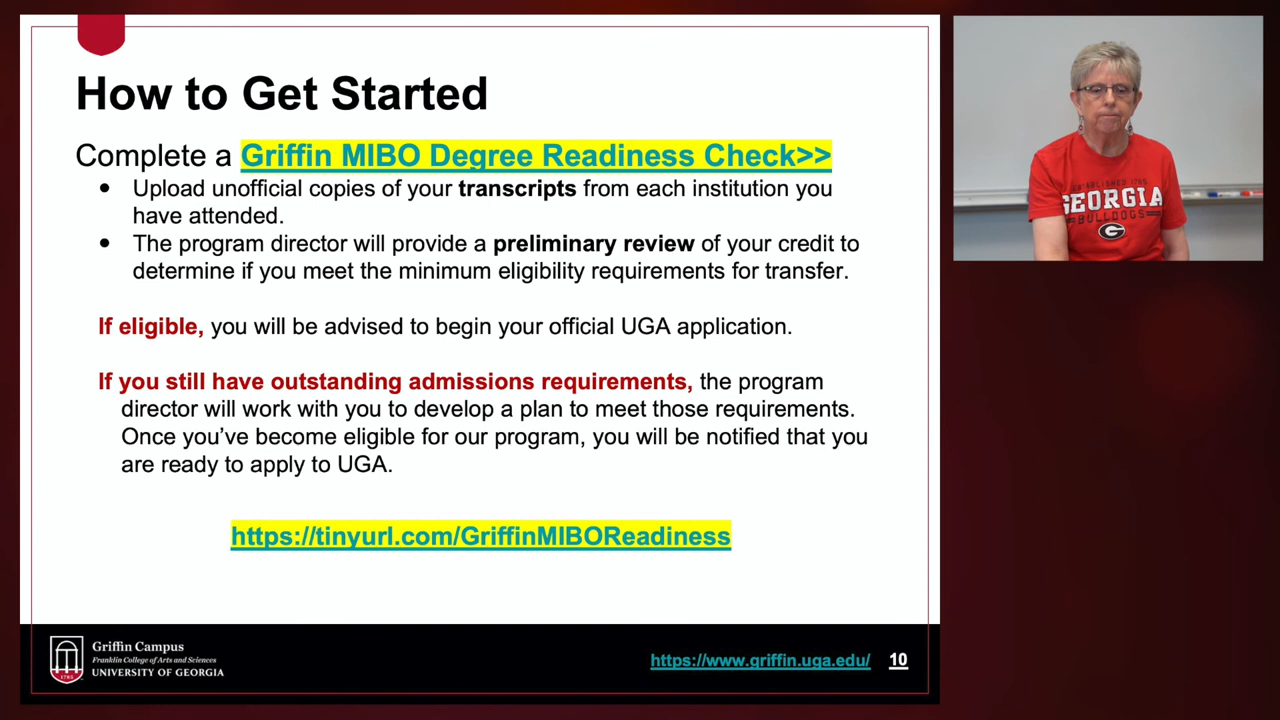 How to Get Started
Complete a Griffin MIBO Degree Readiness Check>>
● Upload unofficial copies of your transcripts from each institution you
have attended.
● The program director will provide a preliminary review of your credit to
determine if you meet the minimum eligibility requirements for transfer.
If eligible, you will be advised to begin your official UGA application.
If you still have outstanding admissions requirements, the program
director will work with you to develop a plan to meet those requirements.
Once you’ve become eligible for our program, you will be notified that you
are ready to apply to UGA.
https://tinyurl.com/GriffinMIBOReadiness
1785
Griffin Campus
Franklin College of Arts and Sciences
UNIVERSITY OF GEORGIA
https://www.griffin.uga.edu/ 10
ESTABLISHED 1785
GEORGIA
BULLDOGS
G